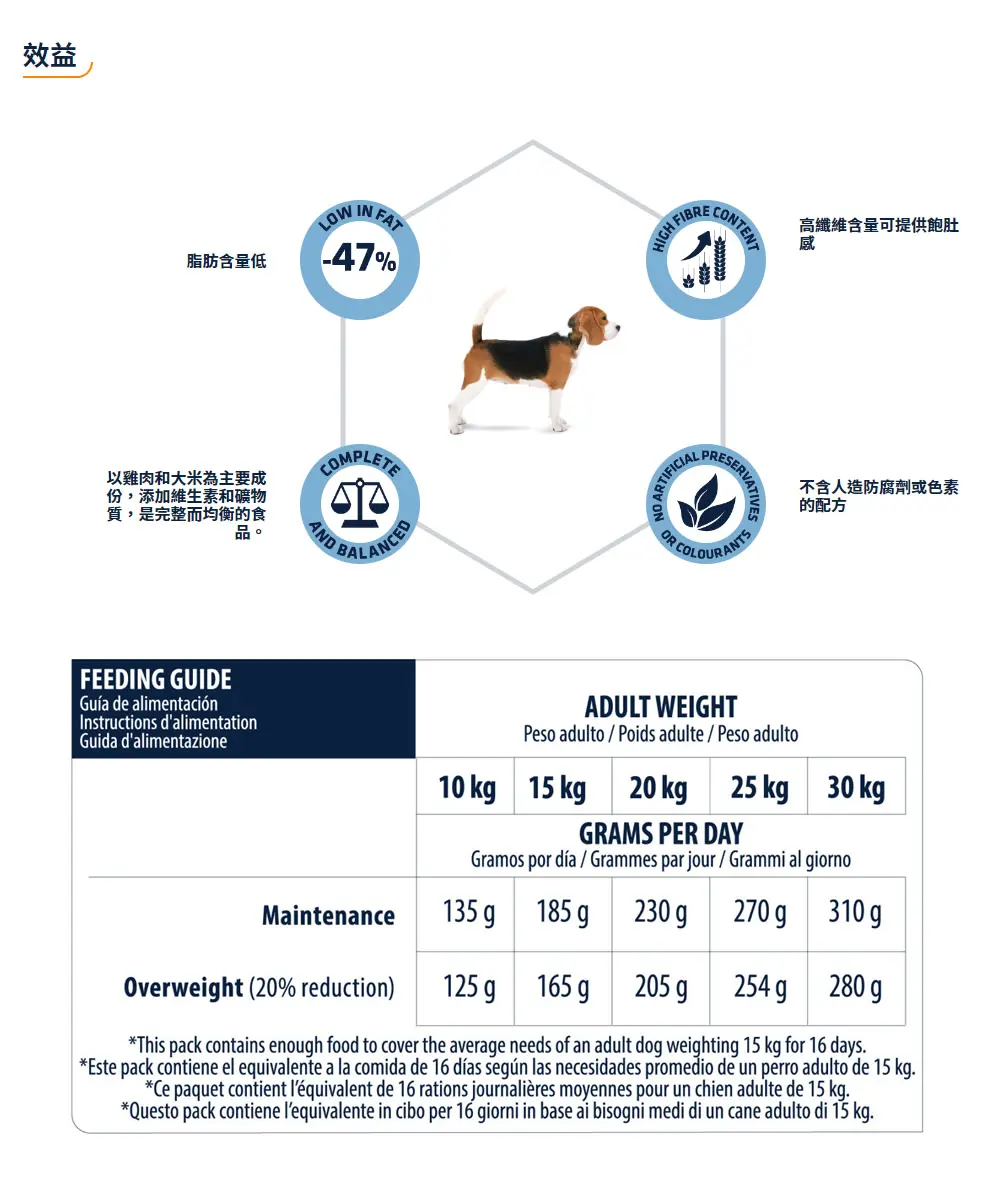 效益
LOW IN FAT
-47%
脂肪含量低
HIGH FIBRE CONTENT
高纖維含量可提供飽肚
感
COMPLETE
AND BALANCED
以雞肉和大米為主要成
份，添加維生素和礦物
質，是完整而均衡的食
品。
NO ARTIFICIAL PRESERVATIVES
OR COLOURANTS
不含人造防腐劑或色素
的配方
FEEDING GUIDE
Guía de alimentación
Instructions d'alimentation
Guida d'alimentazione
ADULT WEIGHT
Peso adulto / Poids adulte / Peso adulto
10 kg 15 kg 20 kg 25 kg 30 kg
GRAMS PER DAY
Gramos por día / Grammes par jour / Grammi al giorno
Maintenance 135 g 185 g 230 g 270 g 310 g
Overweight (20% reduction) 125 g 165 g 205 g 254 g 280 g
*This pack contains enough food to cover the average needs of an adult dog weighting 15 kg for 16 days.
*Este pack contiene el equivalente a la comida de 16 días según las necesidades promedio de un perro adulto de 15 kg.
*Ce paquet contient l’équivalent de 16 rations journalières moyennes pour un chien adulte de 15 kg.
*Questo pack contiene l’equivalente in cibo per 16 giorni in base ai bisogni medi di un cane adulto di 15 kg.